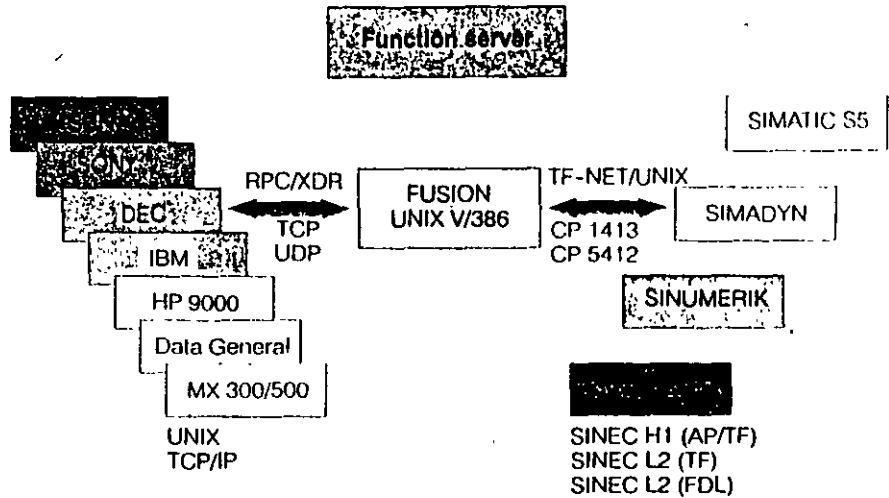 Function server
SIMATIC S5
SONY
DEC
IBM
HP 9000
Data General
MX 300/500
UNIX
TCP/IP
RPC/XDR
TCP
UDP
FUSION
UNIX V/386
TF-NET/UNIX
CP 1413
CP 5412
SIMADYN
SINUMERIK
SINEC H1 (AP/TF)
SINEC L2 (TF)
SINEC L2 (FDL)